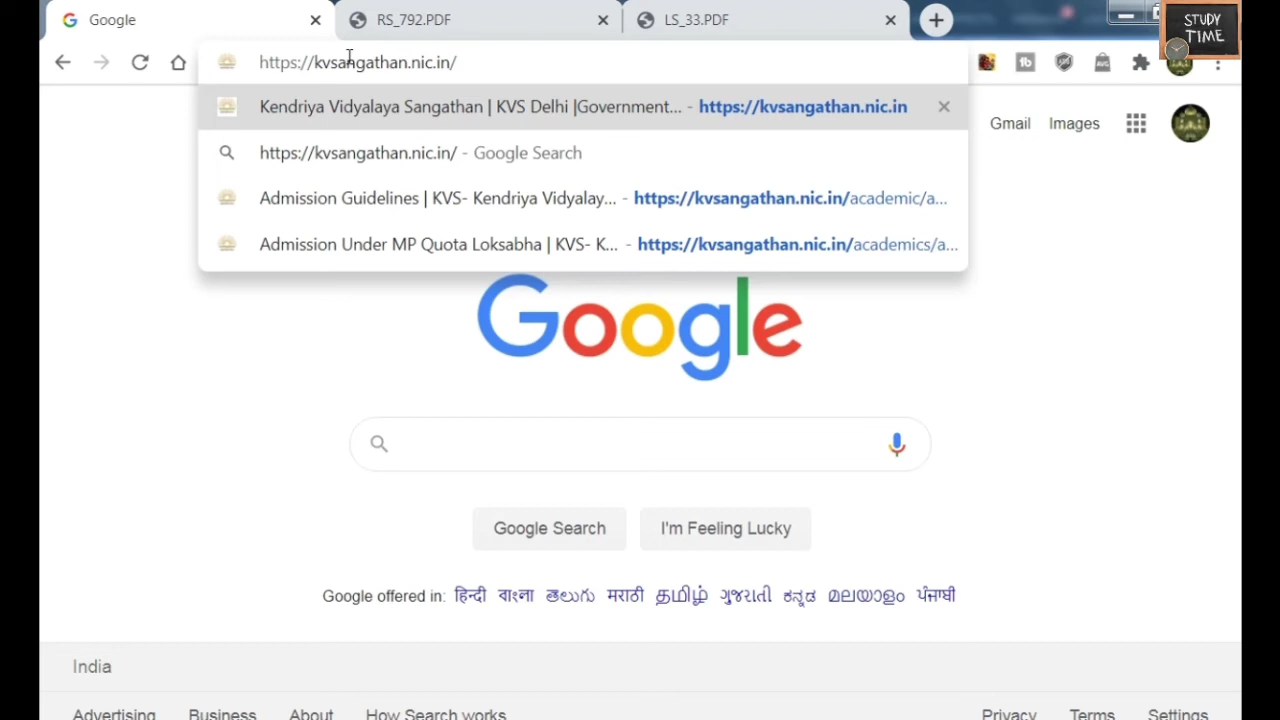 Google
RS_792.PDF
LS_33.PDF
STUDY
TIME
https://kvsangathan.nic.in/
Kendriya Vidyalaya Sangathan | KVS Delhi |Government... - https://kvsangathan.nic.in
https://kvsangathan.nic.in/ - Google Search
Admission Guidelines | KVS- Kendriya Vidyalay... - https://kvsangathan.nic.in/academic/a...
Admission Under MP Quota Loksabha | KVS- K... - https://kvsangathan.nic.in/academics/a...
Gmail Images
Google
Google Search
I'm Feeling Lucky
Google offered in: हिन्दी বাংলা తెలుగు मराठी தமிழ் ગુજરાતી ಕನ್ನಡ മലയാളം ਪੰਜਾਬੀ
India
Advertising Business About How Search works Privacy Terms Settings